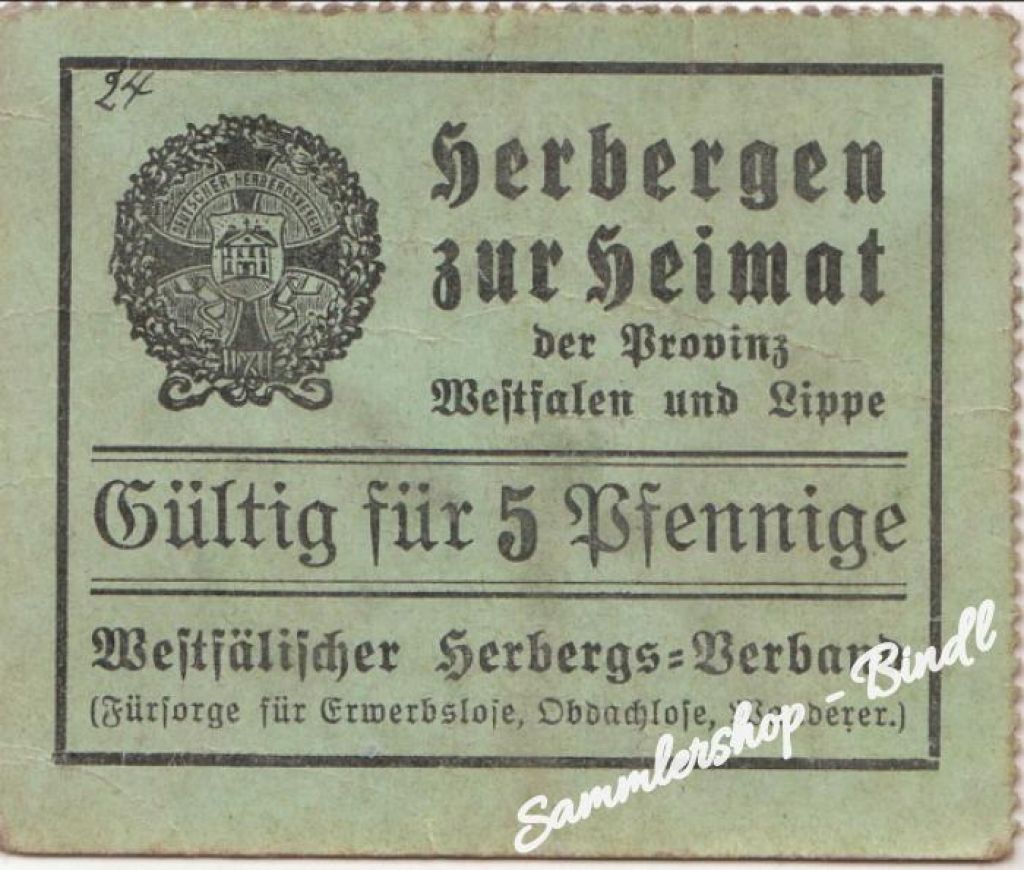 24
DEUTSCHER HERBERGSVEREIN
Herbergen
zur Heimat
der Provinz
Westfalen und Lippe
Gültig für 5 Pfennige
Westfälischer Herbergs=Verband
(Fürsorge für Erwerbslose, Obdachlose, Wanderer.)
Sammlershop - Bindl